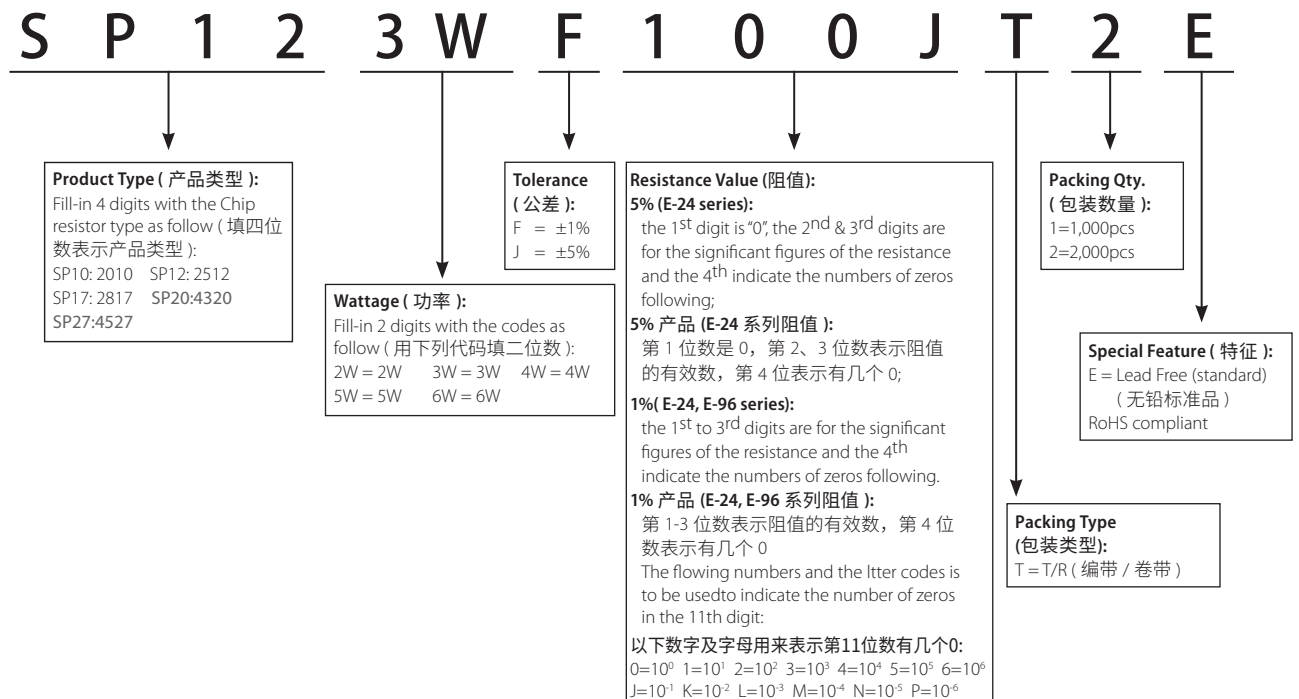 S P 1 2 3 W F 1 0 0 J T 2 E
Product Type ( 产品类型 ):
Fill-in 4 digits with the Chip
resistor type as follow ( 填四位
数表示产品类型 ):
SP10: 2010 SP12: 2512
SP17: 2817 SP20:4320
SP27:4527
Wattage ( 功率 ):
Fill-in 2 digits with the codes as
follow ( 用下列代码填二位数 ):
2W = 2W 3W = 3W 4W = 4W
5W = 5W 6W = 6W
Tolerance
( 公差 ):
F = ±1%
J = ±5%
Resistance Value (阻值):
5% (E-24 series):
the 1st digit is "0", the 2nd & 3rd digits are
for the significant figures of the resistance
and the 4th indicate the numbers of zeros
following;
5% 产品 (E-24 系列阻值 ):
第 1 位数是 0，第 2、3 位数表示阻值
的有效数，第 4 位表示有几个 0;
1%( E-24, E-96 series):
the 1st to 3rd digits are for the significant
figures of the resistance and the 4th
indicate the numbers of zeros following.
1% 产品 (E-24, E-96 系列阻值 ):
第 1-3 位数表示阻值的有效数，第 4 位
数表示有几个 0
The flowing numbers and the ltter codes is
to be usedto indicate the number of zeros
in the 11th digit:
以下数字及字母用来表示第11位数有几个0:
0=10⁰ 1=10¹ 2=10² 3=10³ 4=10⁴ 5=10⁵ 6=10⁶
J=10⁻¹ K=10⁻² L=10⁻³ M=10⁻⁴ N=10⁻⁵ P=10⁻⁶
Packing Type
(包装类型):
T = T/R ( 编带 / 卷带 )
Packing Qty.
( 包装数量 ):
1=1,000pcs
2=2,000pcs
Special Feature ( 特征 ):
E = Lead Free (standard)
( 无铅标准品 )
RoHS compliant